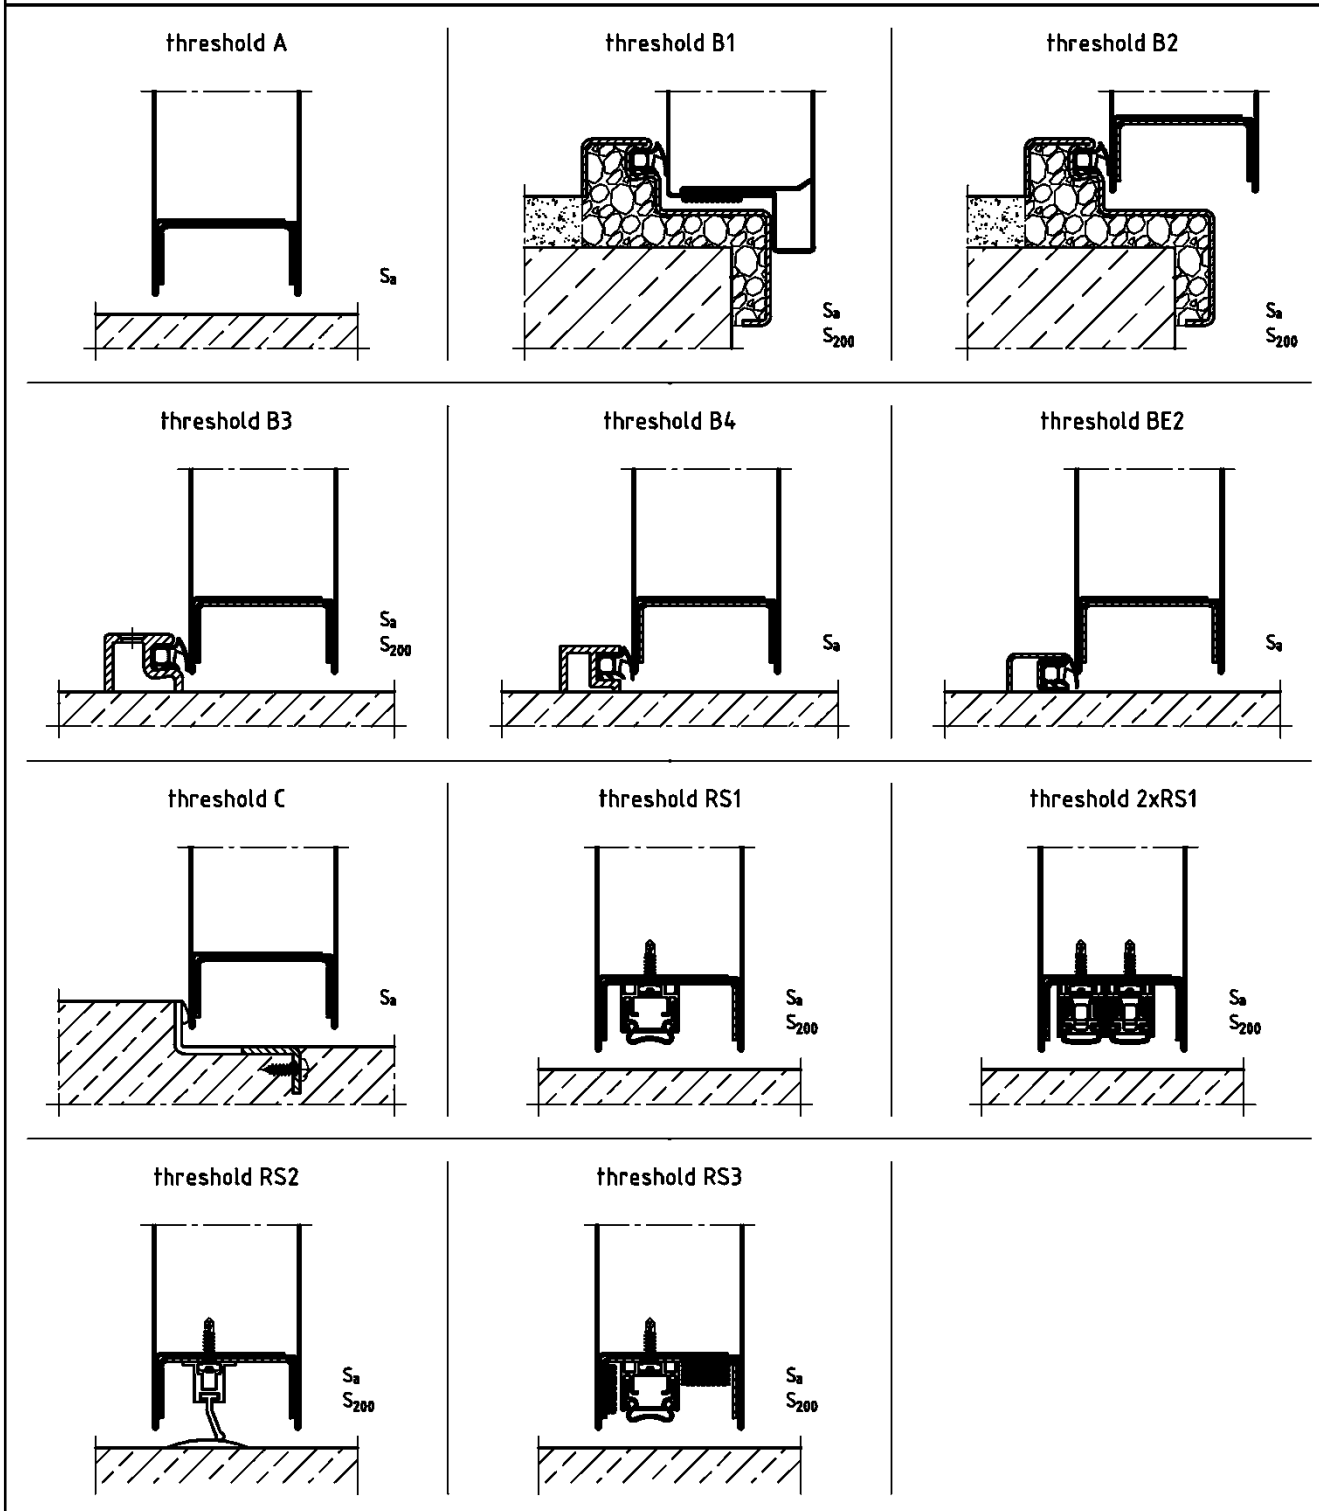 threshold A
Sa
threshold B1
Sa
S200
threshold B2
Sa
S200
threshold B3
Sa
S200
threshold B4
Sa
threshold BE2
Sa
threshold C
Sa
threshold RS1
Sa
S200
threshold 2xRS1
Sa
S200
threshold RS2
Sa
S200
threshold RS3
Sa
S200